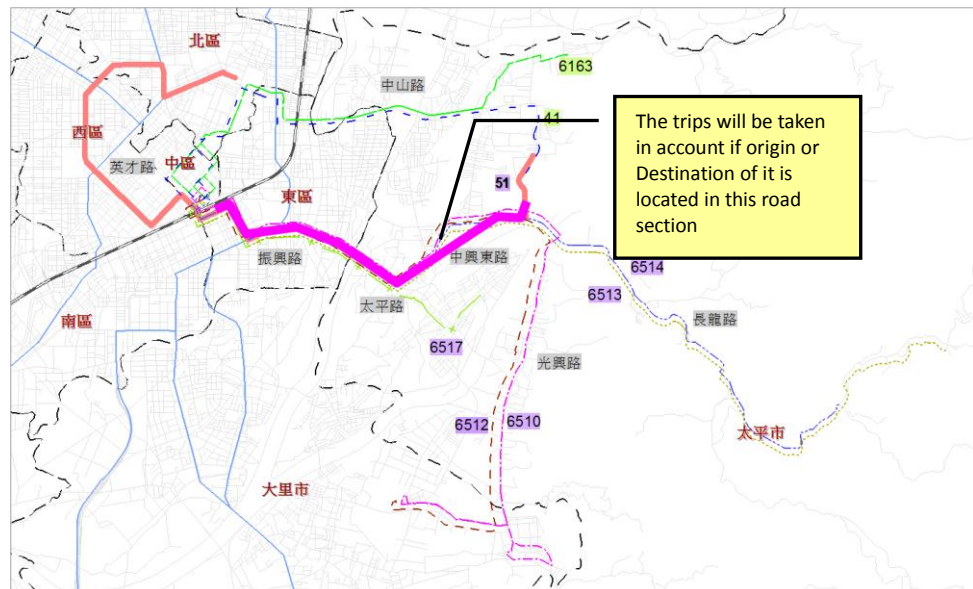 北區
6163
中山路
41
The trips will be taken
in account if origin or
Destination of it is
located in this road
section
西區
英才路
中區
51
東區
振興路
中興東路
6514
6513
太平路
長龍路
南區
6517
光興路
6512
6510
太平市
大里市